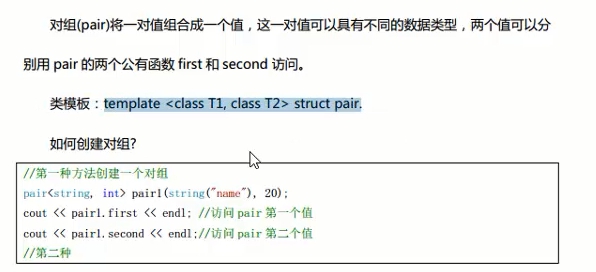 对组(pair)将一对值组合成一个值，这一对值可以具有不同的数据类型，两个值可以分
别用 pair 的两个公有函数 first 和 second 访问。
类模板：template <class T1, class T2> struct pair.
如何创建对组?
//第一种方法创建一个对组
pair<string, int> pair1(string("name"), 20);
cout << pair1.first << endl; //访问 pair 第一个值
cout << pair1.second << endl;//访问 pair 第二个值
//第二种